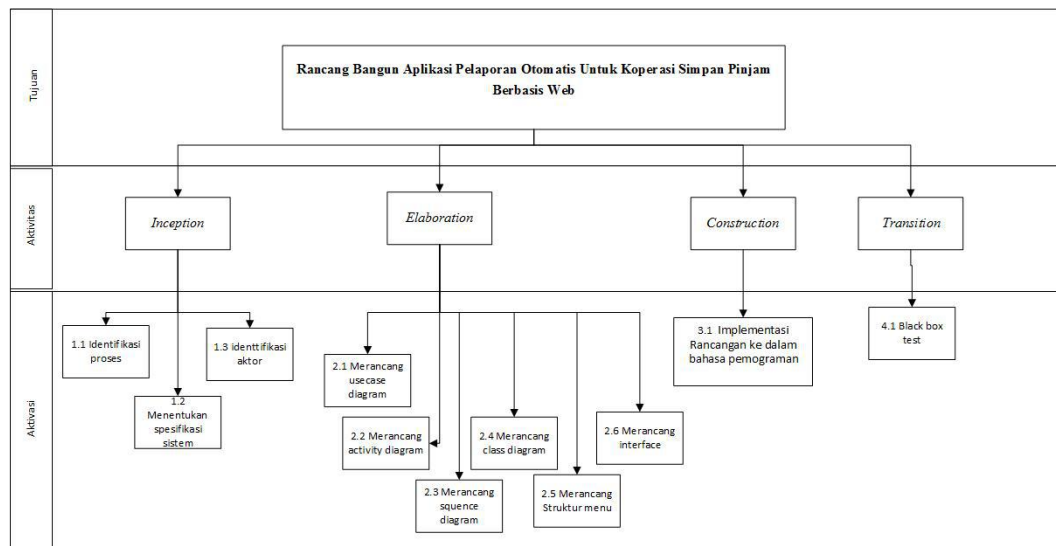 Tujuan
Rancang Bangun Aplikasi Pelaporan Otomatis Untuk Koperasi Simpan Pinjam
Berbasis Web
Aktivitas
Inception
Elaboration
Construction
Transition
Aktivasi
1.1 Identifikasi
proses
1.2
Menentukan
spesifikasi
sistem
1.3 identtifikasi
aktor
2.1 Merancang
usecase
diagram
2.2 Merancang
activity diagram
2.3 Merancang
squence
diagram
2.4 Merancang
class diagram
2.5 Merancang
Struktur menu
2.6 Merancang
interface
3.1 Implementasi
Rancangan ke dalam
bahasa pemograman
4.1 Black box
test